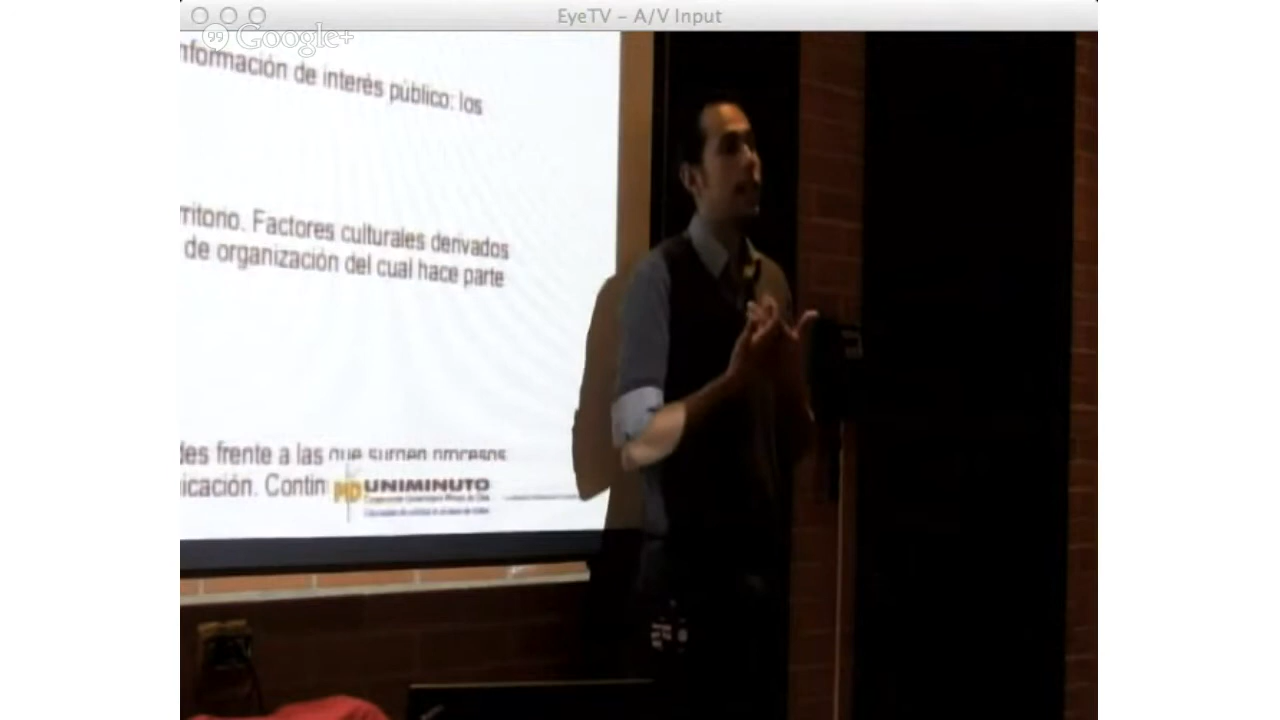 EyeTV – A/V Input
Google+
nformación de interés público: los
rritorio. Factores culturales derivados
de organización del cual hace parte
des frente a las que surgen procesos
icación. Contin
UNIMINUTO